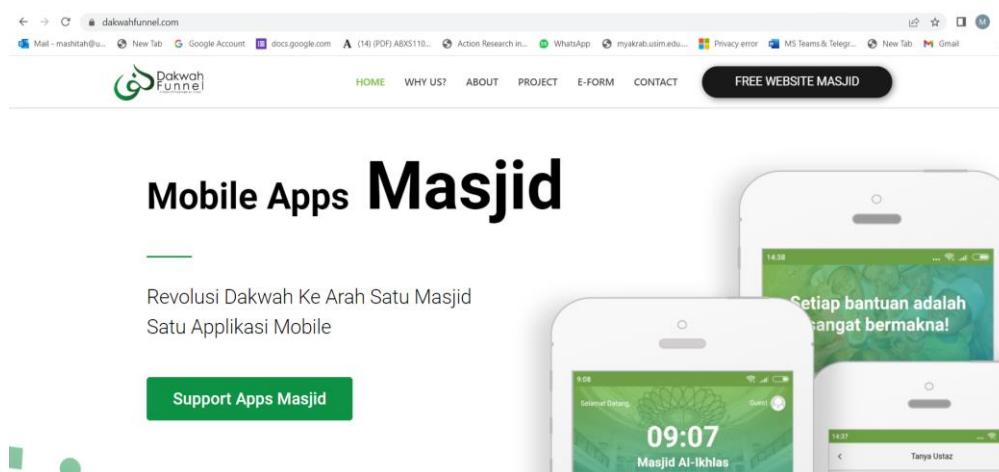 dakwahfunnel.com
Mail - mashitah@u... New Tab Google Account docs.google.com (14) (PDF) ABXS110... Action Research in... WhatsApp myakrab.usim.edu.... Privacy error MS Teams & Telegr... New Tab Gmail
Dakwah
Funnel
HOME WHY US? ABOUT PROJECT E-FORM CONTACT FREE WEBSITE MASJID
Mobile Apps Masjid
Revolusi Dakwah Ke Arah Satu Masjid
Satu Applikasi Mobile
Support Apps Masjid
14:38
Setiap bantuan adalah
sangat bermakna!
9:08
Selamat Datang, Guest
09:07
Masjid Al-Ikhlas
14:37
Tanya Ustaz